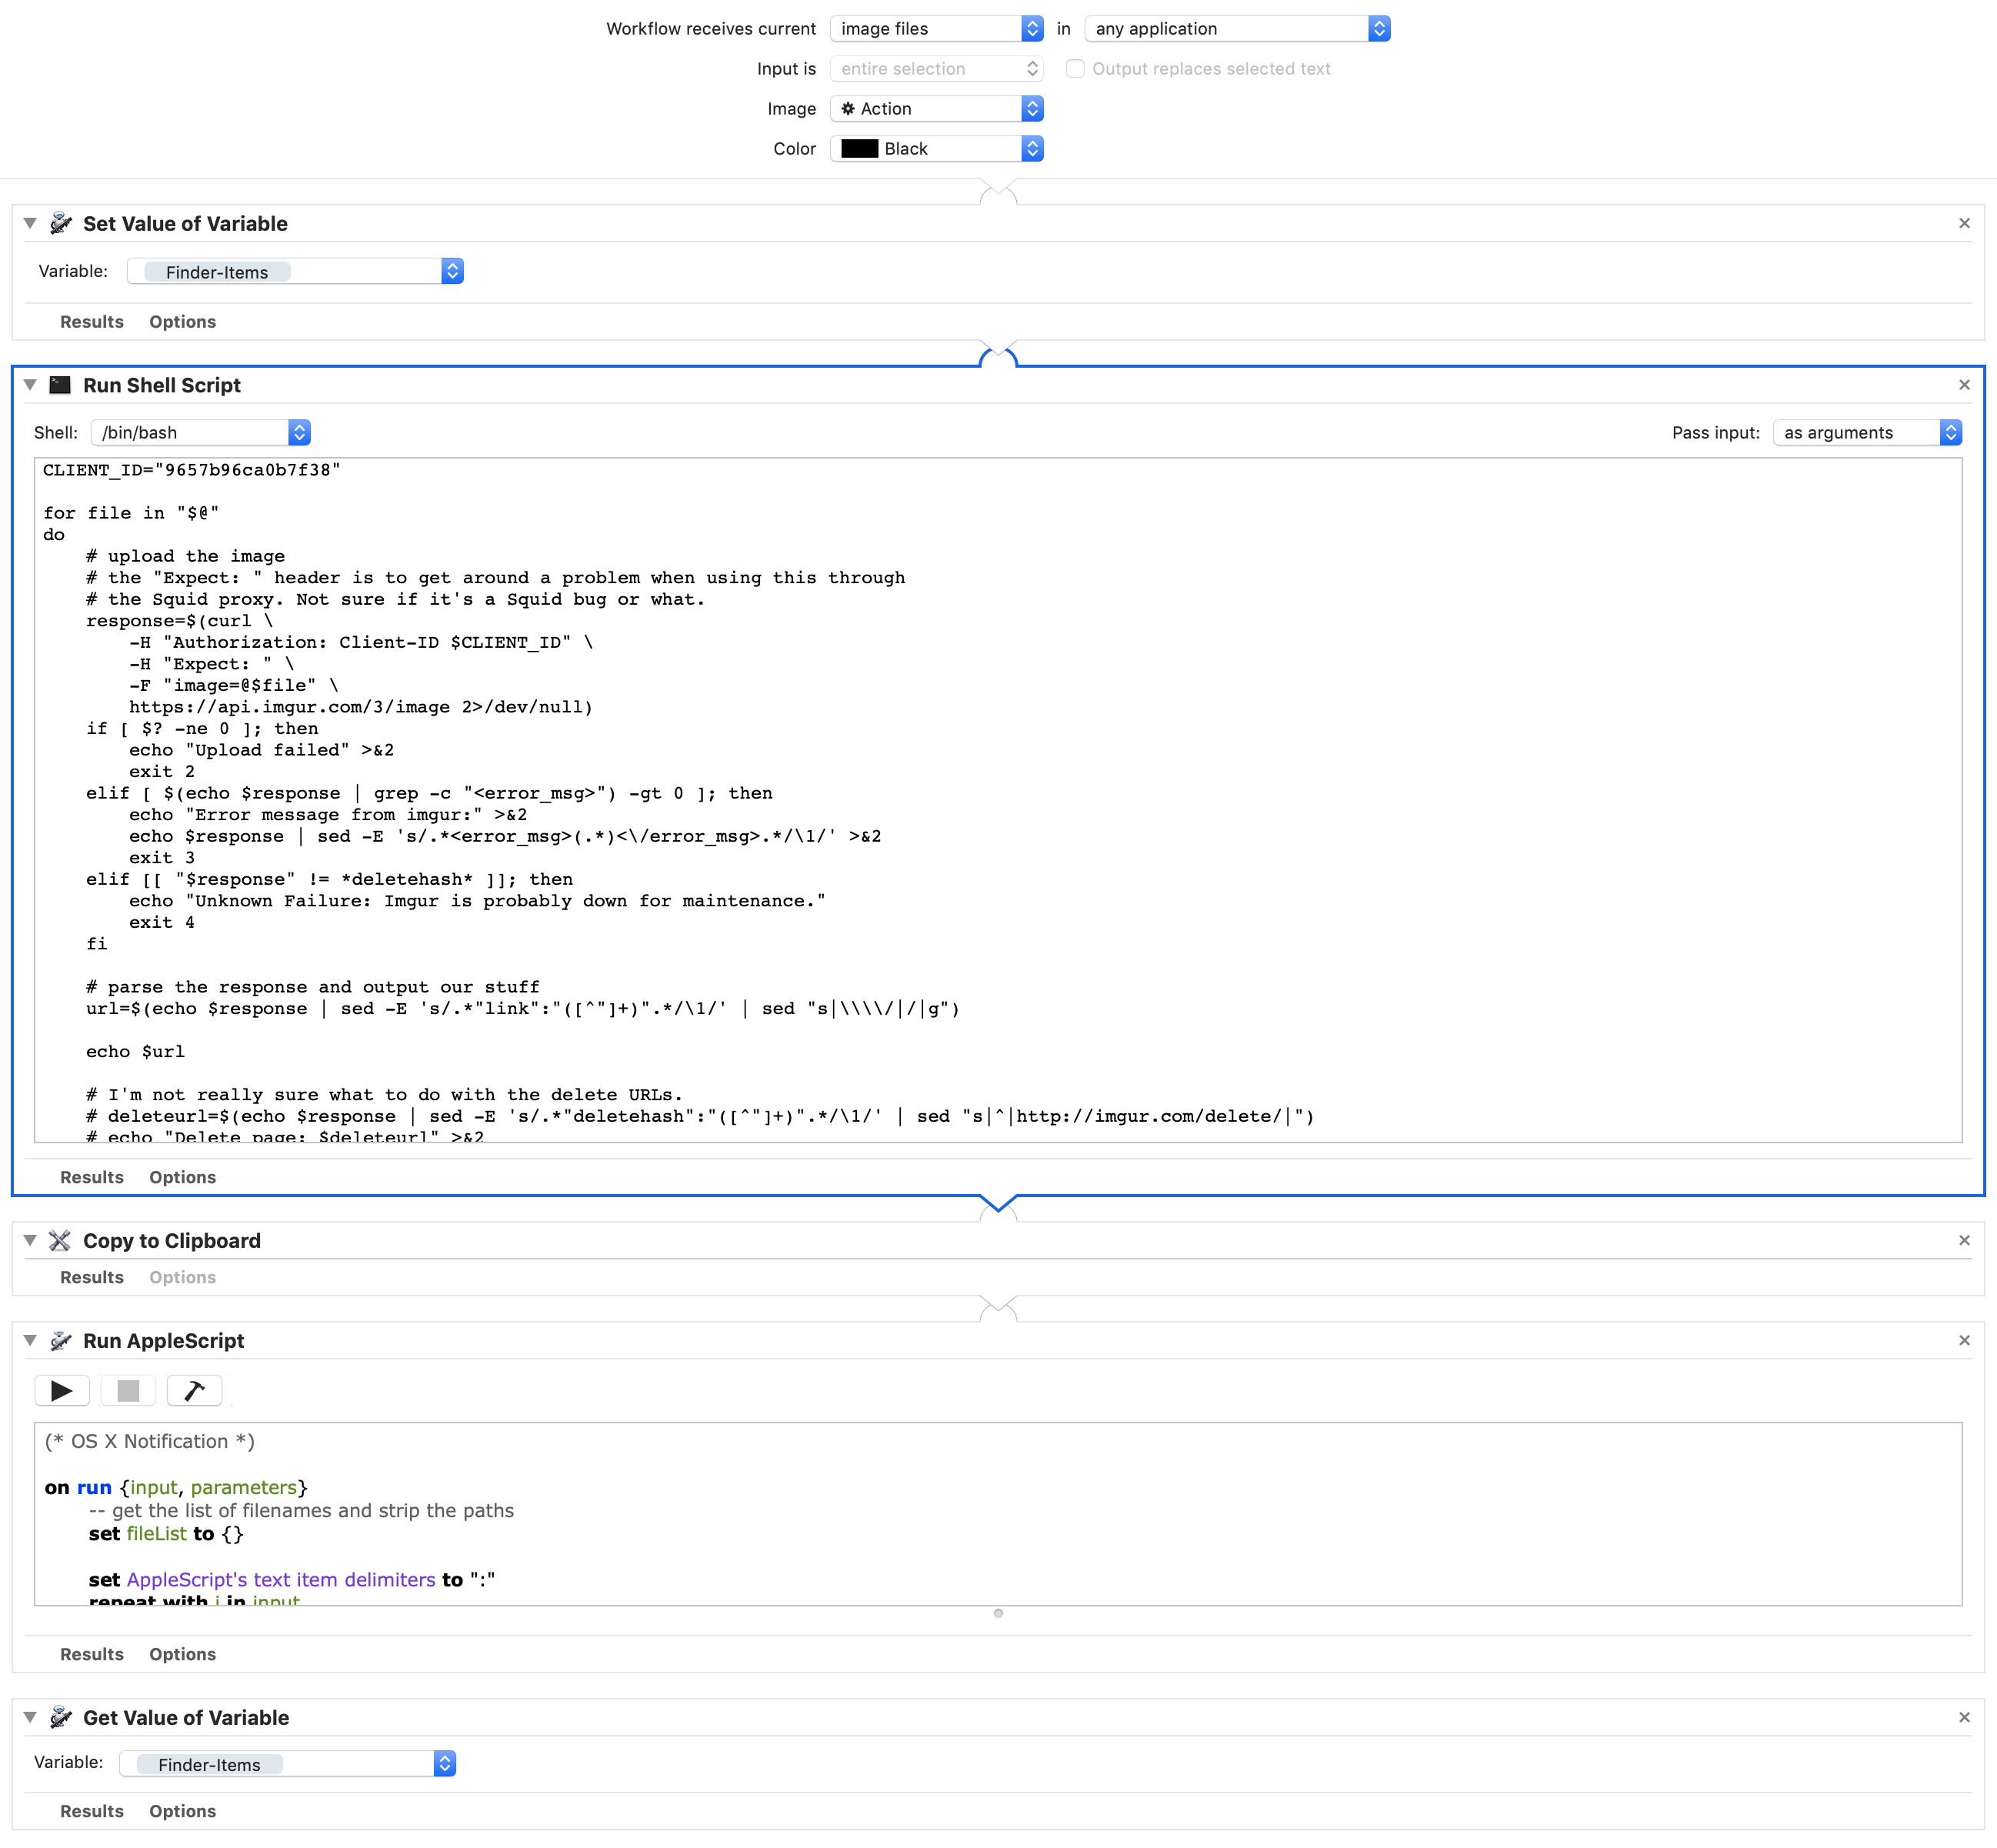 Workflow receives current image files in any application
Input is entire selection Output replaces selected text
Image Action
Color Black
Set Value of Variable
Variable: Finder-Items
Results Options
Run Shell Script
Shell: /bin/bash Pass input: as arguments
CLIENT_ID="9657b96ca0b7f38"
for file in "$@"
do
# upload the image
# the "Expect: " header is to get around a problem when using this through
# the Squid proxy. Not sure if it's a Squid bug or what.
response=$(curl \
-H "Authorization: Client-ID $CLIENT_ID" \
-H "Expect: " \
-F "image=@$file" \
https://api.imgur.com/3/image 2>/dev/null)
if [ $? -ne 0 ]; then
echo "Upload failed" >&2
exit 2
elif [ $(echo $response | grep -c "<error_msg>") -gt 0 ]; then
echo "Error message from imgur:" >&2
echo $response | sed -E 's/.*<error_msg>(.*)<\/error_msg>.*/\1/' >&2
exit 3
elif [[ "$response" != *deletehash* ]]; then
echo "Unknown Failure: Imgur is probably down for maintenance."
exit 4
fi
# parse the response and output our stuff
url=$(echo $response | sed -E 's/.*"link":"([^"]+)".*/\1/' | sed "s|\\\\/|/|g")
echo $url
# I'm not really sure what to do with the delete URLs.
# deleteurl=$(echo $response | sed -E 's/.*"deletehash":"([^"]+)".*/\1/' | sed "s|^|http://imgur.com/delete/|")
# echo "Delete page: $deleteurl" >&2
Results Options
Copy to Clipboard
Results Options
Run AppleScript
(* OS X Notification *)
on run {input, parameters}
-- get the list of filenames and strip the paths
set fileList to {}
set AppleScript's text item delimiters to ":"
repeat with i in input
Results Options
Get Value of Variable
Variable: Finder-Items
Results Options